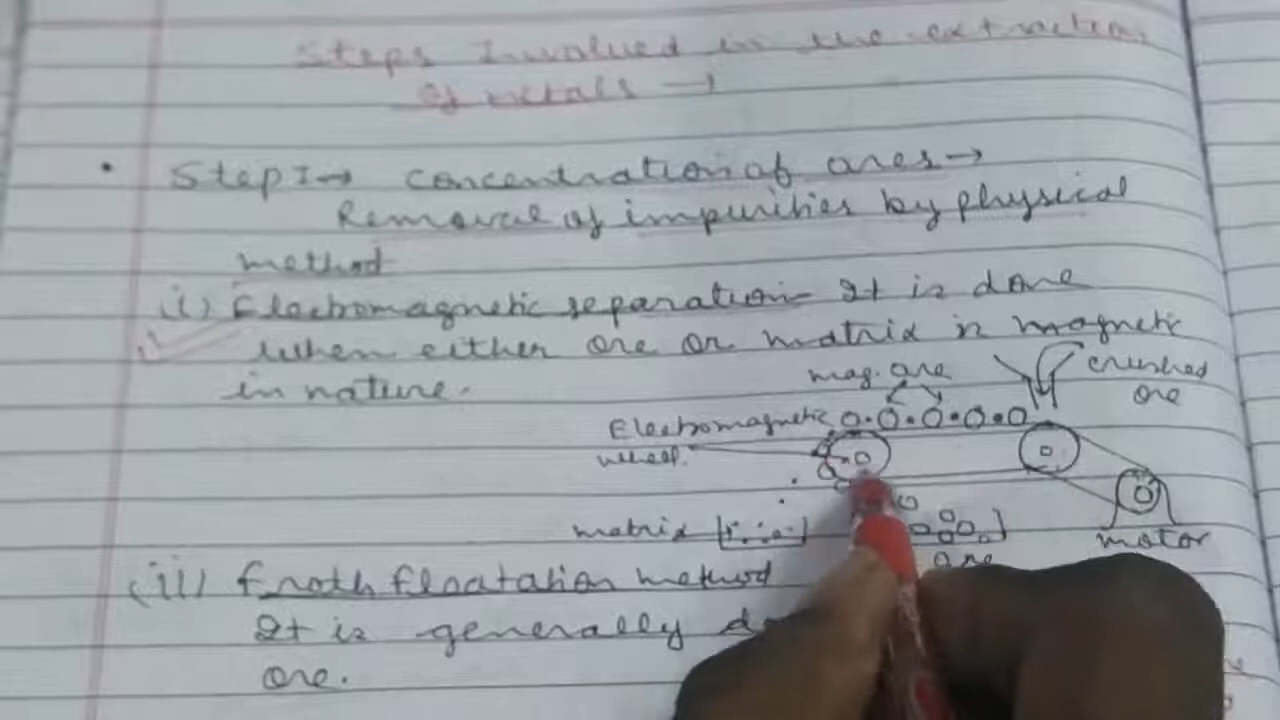 Steps Involved in the extraction
of metals →
• Step I → Concentration of ores →
Removal of impurities by physical
method
(i) Electromagnetic separation - It is done
when either ore or matrix is magnetic
in nature.
mag. ore
crushed
ore
Electromagnetic
wheel.
matrix
ore
motor
(ii) Froth floatation method
It is generally
ore.